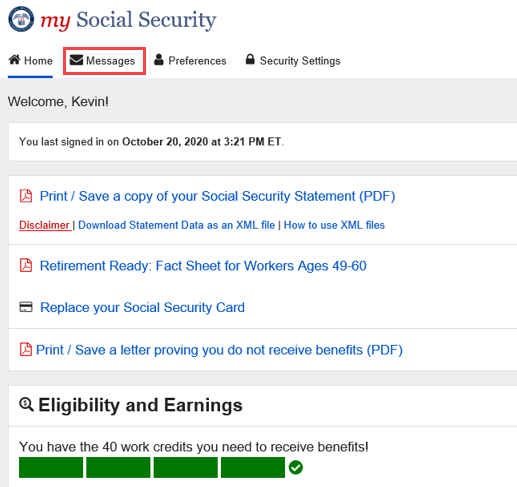 my Social Security
Home Messages Preferences Security Settings
Welcome, Kevin!
You last signed in on October 20, 2020 at 3:21 PM ET.
Print / Save a copy of your Social Security Statement (PDF)
Disclaimer | Download Statement Data as an XML file | How to use XML files
Retirement Ready: Fact Sheet for Workers Ages 49-60
Replace your Social Security Card
Print / Save a letter proving you do not receive benefits (PDF)
Eligibility and Earnings
You have the 40 work credits you need to receive benefits!